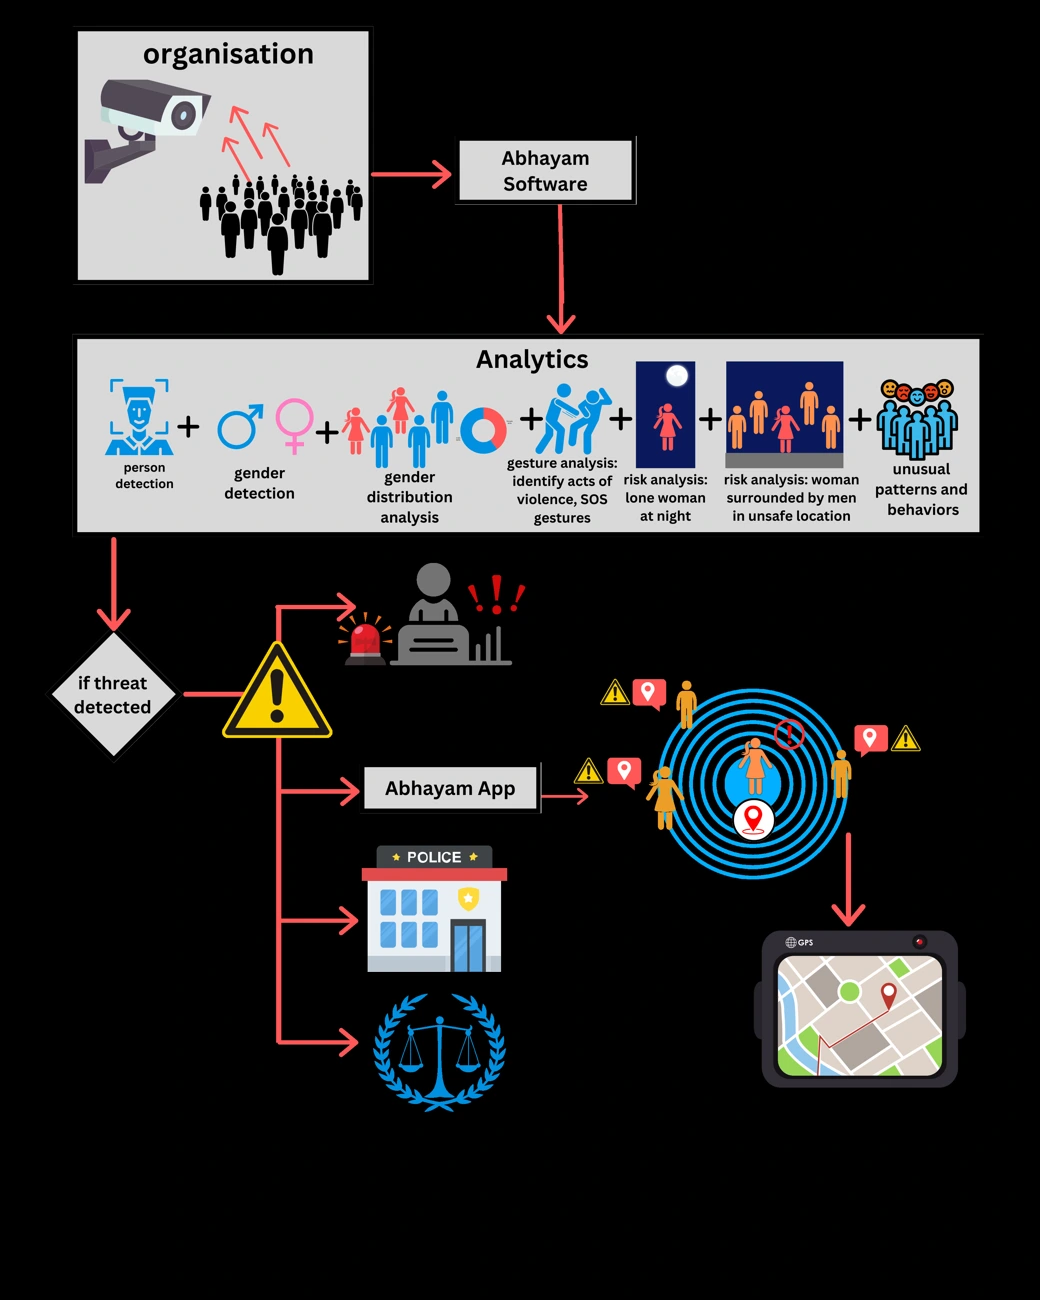 organisation
Abhayam
Software
Analytics
person
detection
gender
detection
gender
distribution
analysis
gesture analysis:
identify acts of
violence, SOS
gestures
risk analysis:
lone woman
at night
risk analysis: woman
surrounded by men
in unsafe location
unusual
patterns and
behaviors
if threat
detected
Abhayam App
POLICE
GPS